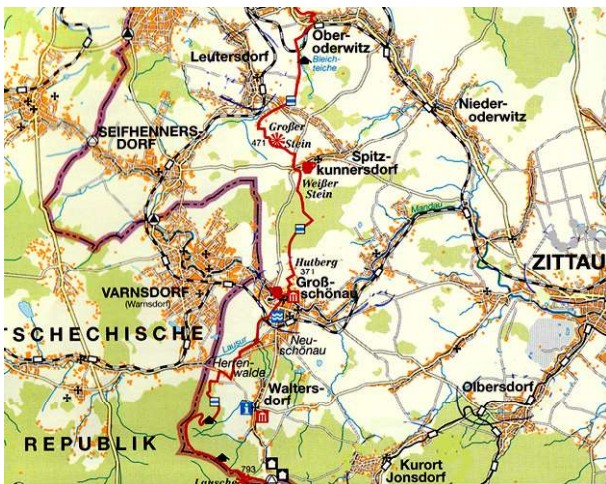 Ober-
oderwitz
Bleich-
teiche
Leutersdorf
Nieder-
oderwitz
SEIFHENNERS-
DORF
Großer
471 Stein
Spitz-
kunnersdorf
Weißer
Stein
Mandau
Hutberg
371
Groß-
schönau
ZITTAU
VARNSDORF
(Warnsdorf)
TSCHECHISCHE
Lausur
Neu-
schönau
Herren-
walde
Walters-
dorf
Olbersdorf
REPUBLIK
793
Lausche
Kurort
Jonsdorf